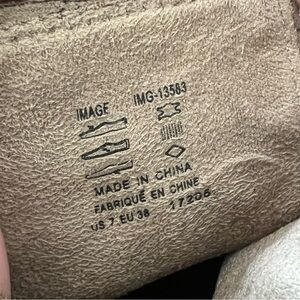 IMAGE IMG-13583
MADE IN CHINA
FABRIQUÉ EN CHINE
US 7 EU 38 17206